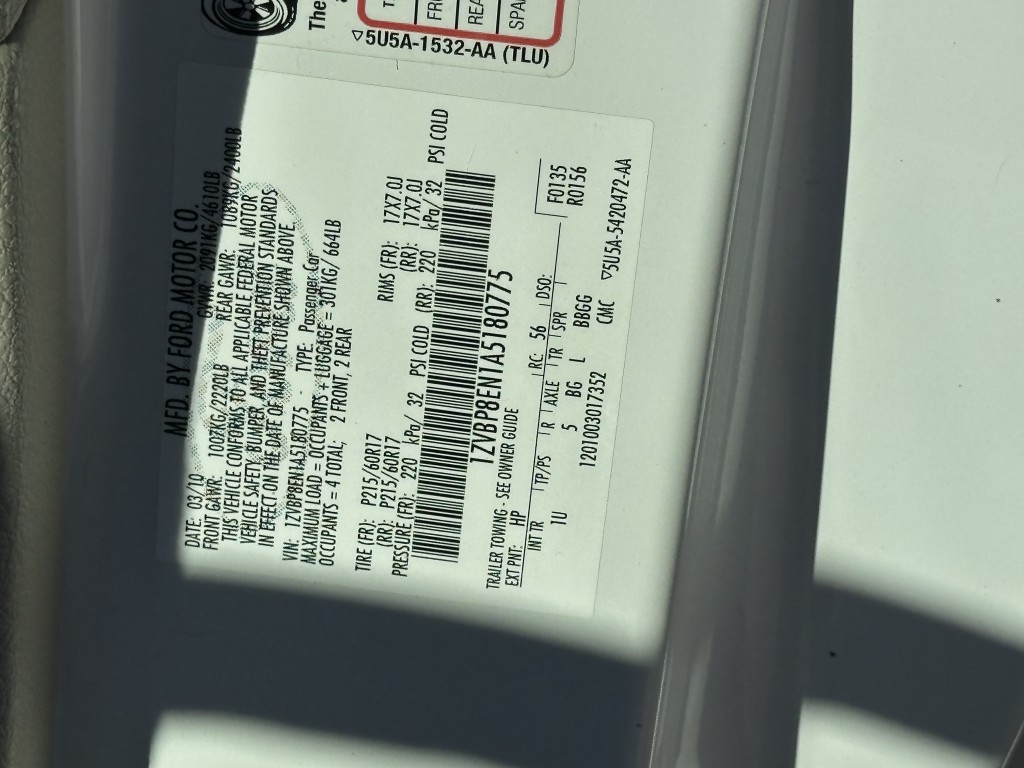 The
FR
REA
SPA
▽5U5A-1532-AA (TLU)
MFD. BY FORD MOTOR CO.
DATE: 03/10 GVWR: 2091KG/4610LB
FRONT GAWR: 1007KG/2220LB REAR GAWR: 1089KG/2400LB
THIS VEHICLE CONFORMS TO ALL APPLICABLE FEDERAL MOTOR
VEHICLE SAFETY, BUMPER, AND THEFT PREVENTION STANDARDS
IN EFFECT ON THE DATE OF MANUFACTURE SHOWN ABOVE
VIN: 1ZVBP8EN1A5180775 - TYPE: Passenger Car
MAXIMUM LOAD = OCCUPANTS + LUGGAGE = 301KG/ 664LB
OCCUPANTS = 4 TOTAL; 2 FRONT, 2 REAR
TIRE (FR): P215/60R17 RIMS (FR): 17X7.0J
(RR): P215/60R17 (RR): 17X7.0J
PRESSURE (FR): 220 kPa/ 32 PSI COLD (RR): 220 kPa/ 32 PSI COLD
1ZVBP8EN1A5180775
TRAILER TOWING - SEE OWNER GUIDE
EXT PNT: HP RC: 56 DSO: F0135
R0156
INT TR TP/PS R AXLE TR SPR
1U 5 BG L BBGG
12010030017352 CMC ▽5U5A-5420472-AA